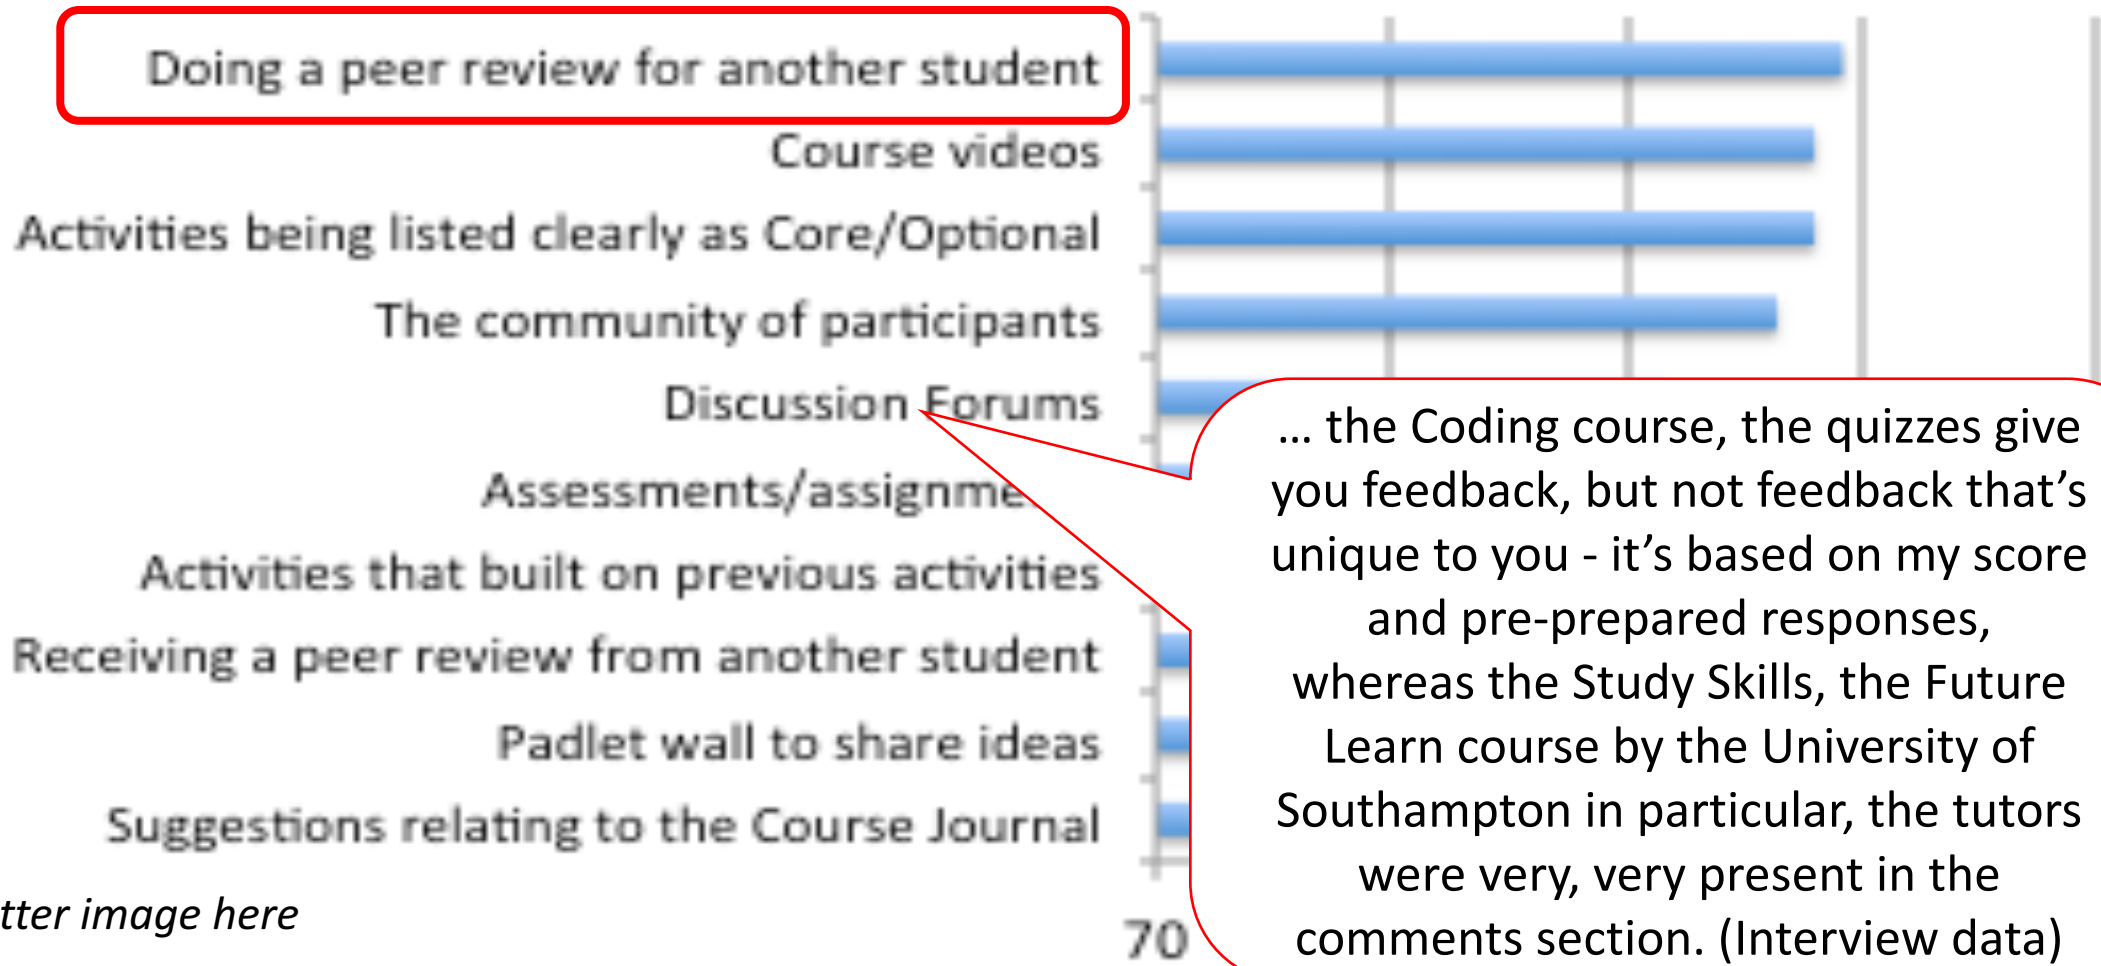 Doing a peer review for another student
Course videos
Activities being listed clearly as Core/Optional
The community of participants
Discussion Forums
Assessments/assignme
Activities that built on previous activities
Receiving a peer review from another student
Padlet wall to share ideas
Suggestions relating to the Course Journal
70
... the Coding course, the quizzes give
you feedback, but not feedback that’s
unique to you - it’s based on my score
and pre-prepared responses,
whereas the Study Skills, the Future
Learn course by the University of
Southampton in particular, the tutors
were very, very present in the
comments section. (Interview data)
tter image here